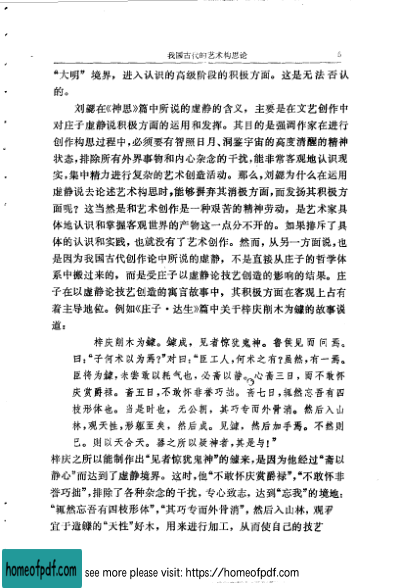 我国古代的艺术构思论 5
“大明”境界，进入认识的高级阶段的积极方面。这是无法否认
的。
刘勰在《神思》篇中所说的虚静的含义，主要是在文艺创作中
对庄子虚静说积极方面的运用和发挥。其目的是强调作家在进行
创作构思过程中，必须要有智照日月、洞鉴宇宙的高度清醒的精神
状态，排除所有外界事物和内心杂念的干扰，能非常客观地认识现
实，集中精力进行复杂的艺术创造活动。那么，刘勰为什么在运用
虚静说去论述艺术构思时，能够摒弃其消极方面，而发扬其积极方
面呢？这当然是和艺术创作是一种艰苦的精神劳动，是艺术家具
体地认识和掌握客观世界的产物这一点分不开的。如果排斥了具
体的认识和实践，也就没有了艺术创作。然而，从另一方面说，也
是因为我国古代创作论中所说的虚静，不是直接从庄子的哲学体
系中搬过来的，而是受庄子以虚静论技艺创造的影响的结果。庄
子在以虚静论技艺创造的寓言故事中，其积极方面在客观上占有
着主导地位。例如《庄子·达生》篇中关于梓庆削木为鐻的故事说
道：
梓庆削木为鐻。鐻成，见者惊犹鬼神。鲁侯见而问焉。
曰：“子何术以为焉？”对曰：“臣工人，何术之有？虽然，有一焉。
臣将为鐻，未尝敢以耗气也，必斋以静心。斋三日，而不敢怀
庆赏爵禄。斋五日，不敢怀非誉巧拙。斋七日，辄然忘吾有四
枝形体也。当是时也，无公朝，其巧专而外骨消。然后入山
林，观天性，形躯至矣，然后成。见鐻，然后加手焉。不然则
已。则以天合天。器之所以疑神者，其是与！”
梓庆之所以能制作出“见者惊犹鬼神”的鐻来，是因为他经过“斋以
静心”而达到了虚静境界。这时，他“不敢怀庆赏爵禄”，“不敢怀非
誉巧拙”，排除了各种杂念的干扰，专心致志，达到“忘我”的境地：
“辄然忘吾有四枝形体”，“其巧专而外骨消”，然后入山林，观察
宜于造鐻的“天性”好木，用来进行加工，从而使自己的技艺
homeofpdf.com
see more please visit: https://homeofpdf.com